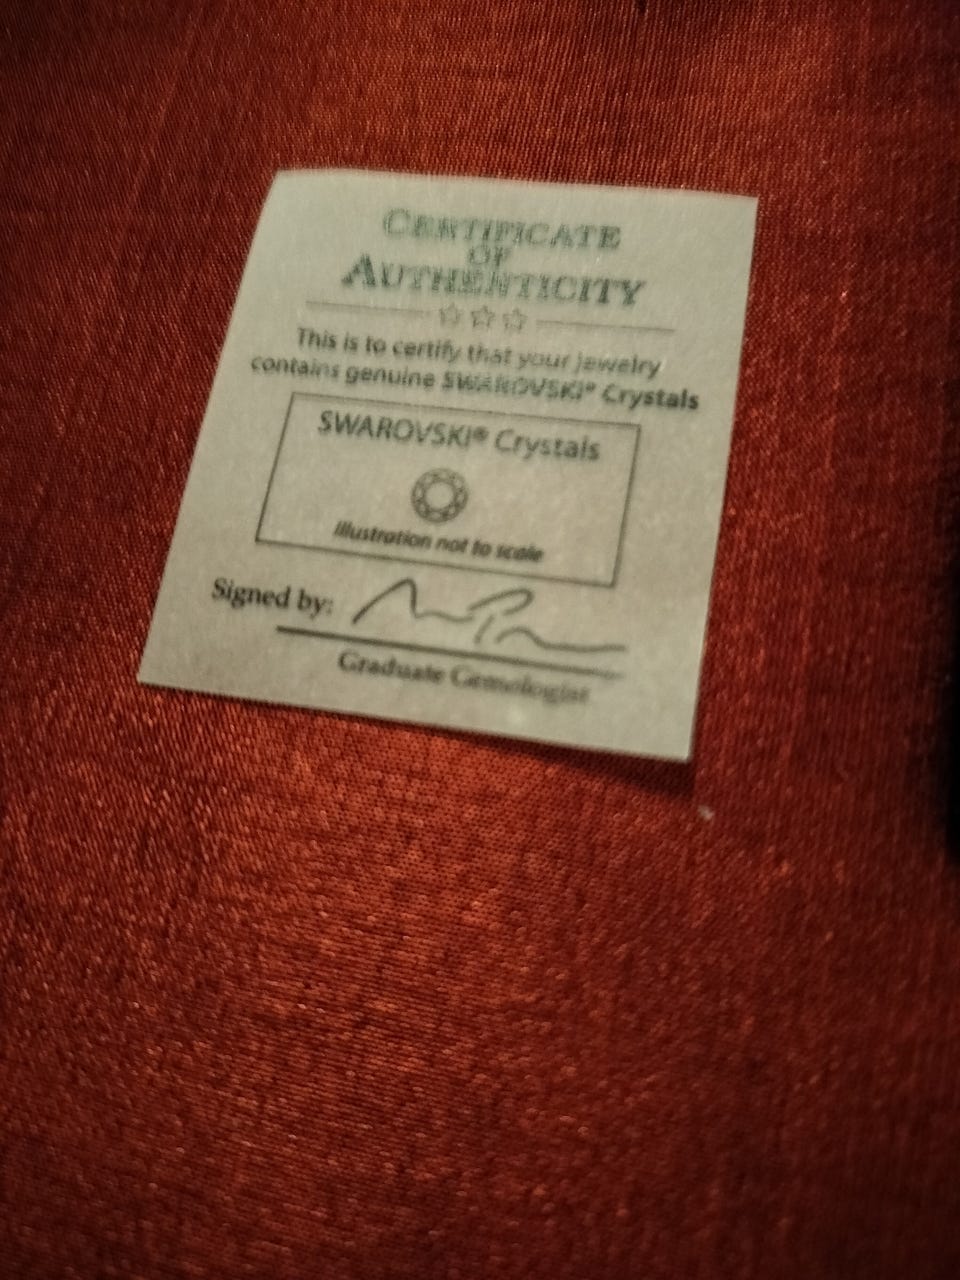 CERTIFICATE
OF
AUTHENTICITY
This is to certify that your jewelry
contains genuine SWAROVSKI® Crystals
SWAROVSKI® Crystals
Illustration not to scale
Signed by:
Graduate Gemologist